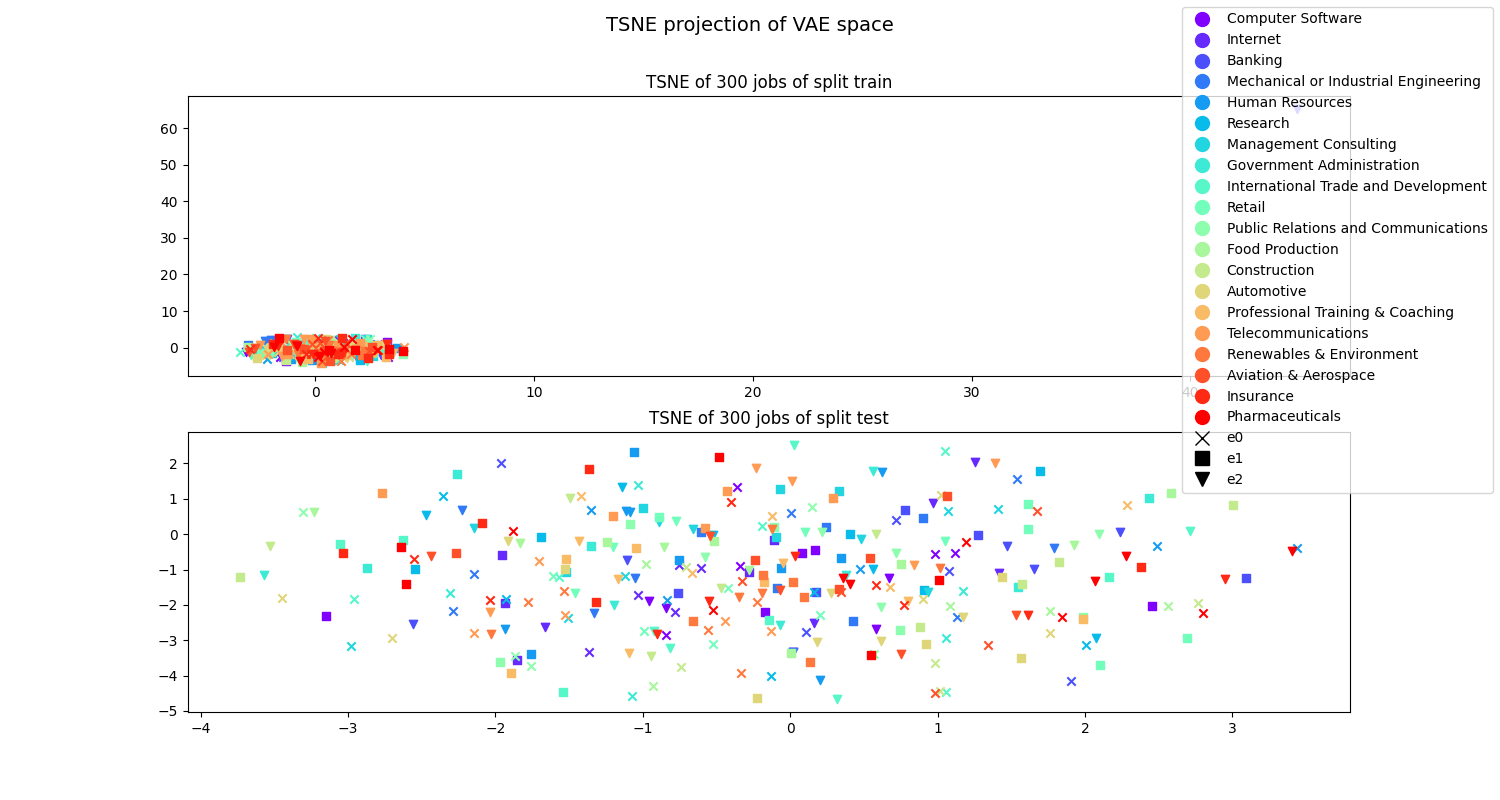 TSNE projection of VAE space
TSNE of 300 jobs of split train
60
50
40
30
20
10
0
0
10
20
30
40
TSNE of 300 jobs of split test
2
1
0
−1
−2
−3
−4
−5
−4
−3
−2
−1
0
1
2
3
Computer Software
Internet
Banking
Mechanical or Industrial Engineering
Human Resources
Research
Management Consulting
Government Administration
International Trade and Development
Retail
Public Relations and Communications
Food Production
Construction
Automotive
Professional Training & Coaching
Telecommunications
Renewables & Environment
Aviation & Aerospace
Insurance
Pharmaceuticals
e0
e1
e2